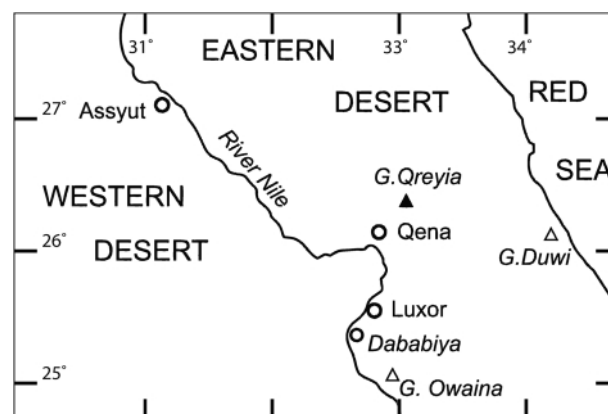 31°
33°
34°
EASTERN
DESERT
RED
SEA
27°
Assyut
River Nile
G.Qreyia
WESTERN
DESERT
Qena
26°
G.Duwi
Luxor
Dababiya
25°
G. Owaina